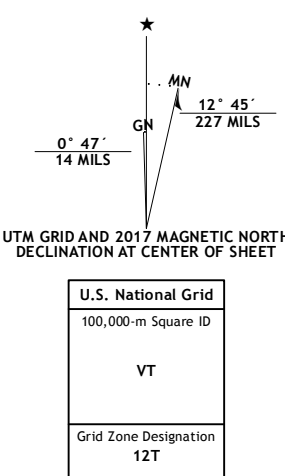 ★
MN
GN
12° 45´
227 MILS
0° 47´
14 MILS
UTM GRID AND 2017 MAGNETIC NORTH
DECLINATION AT CENTER OF SHEET
U.S. National Grid
100,000-m Square ID
VT
Grid Zone Designation
12T